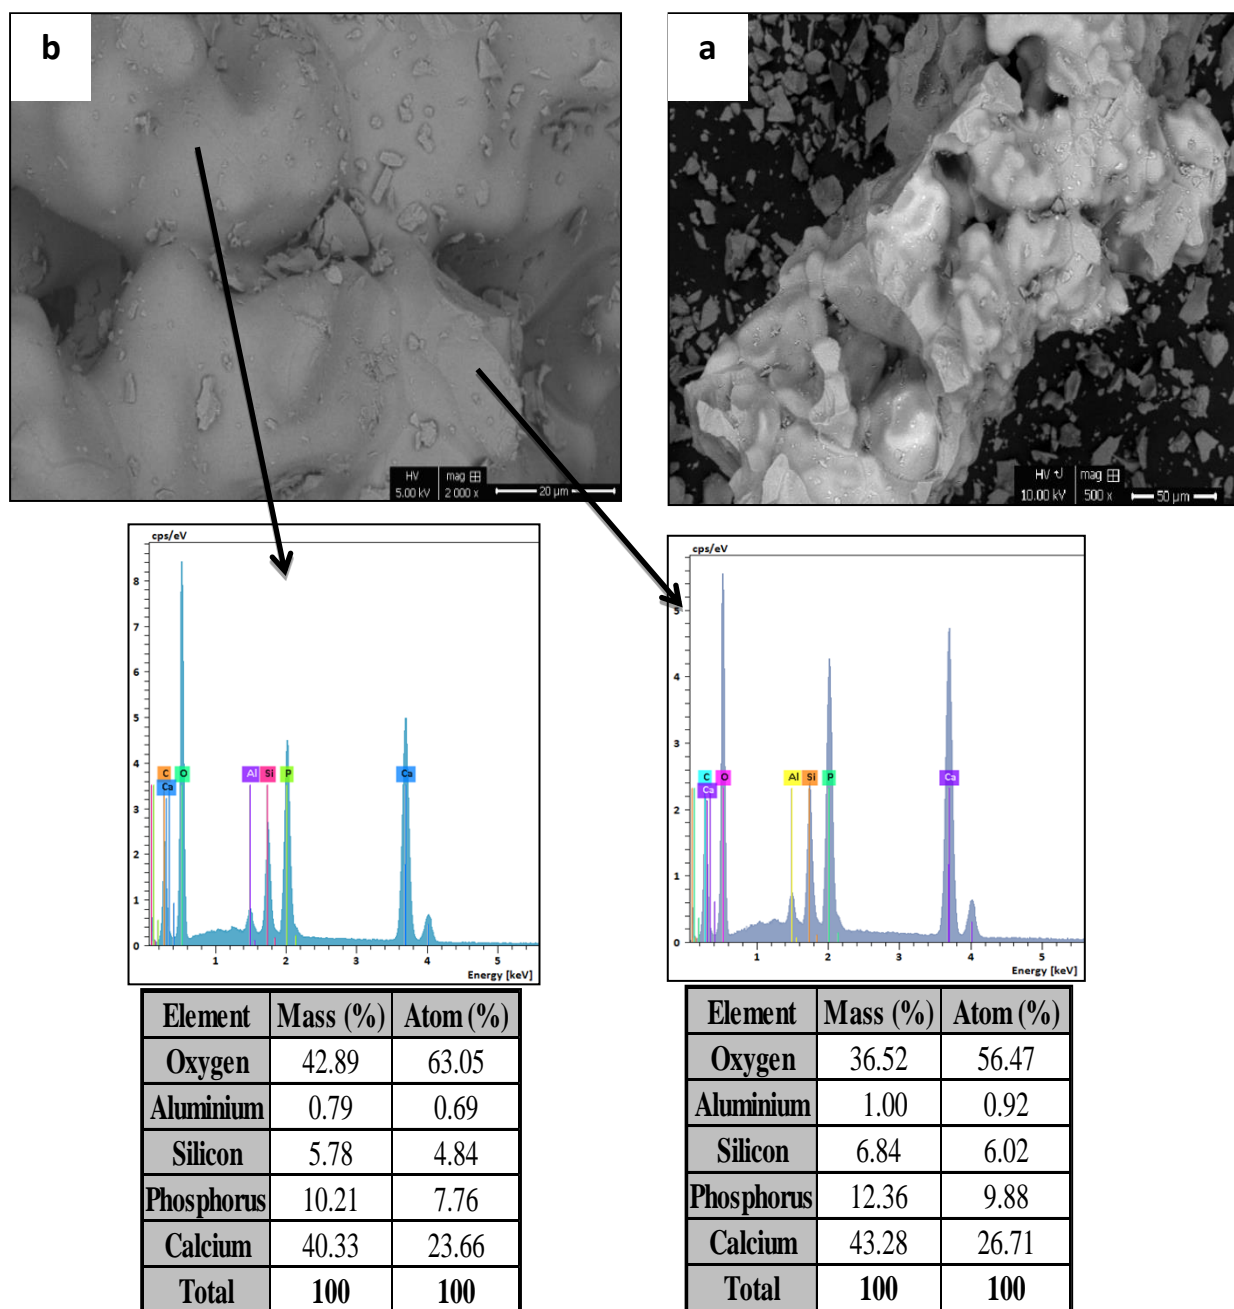 b
HV
5.00 kV
mag
2 000 x
20 µm
a
HV
10.00 kV
mag
500 x
50 µm
cps/eV
8
7
6
5
4
3
2
1
0
C
Ca
O
Al
Si
P
Ca
1 2 3 4 5
Energy [keV]
cps/eV
5
4
3
2
1
0
C
Ca
O
Al
Si
P
Ca
1 2 3 4 5
Energy [keV]
Element Mass (%) Atom (%)
Oxygen 42.89 63.05
Aluminium 0.79 0.69
Silicon 5.78 4.84
Phosphorus 10.21 7.76
Calcium 40.33 23.66
Total 100 100
Element Mass (%) Atom (%)
Oxygen 36.52 56.47
Aluminium 1.00 0.92
Silicon 6.84 6.02
Phosphorus 12.36 9.88
Calcium 43.28 26.71
Total 100 100